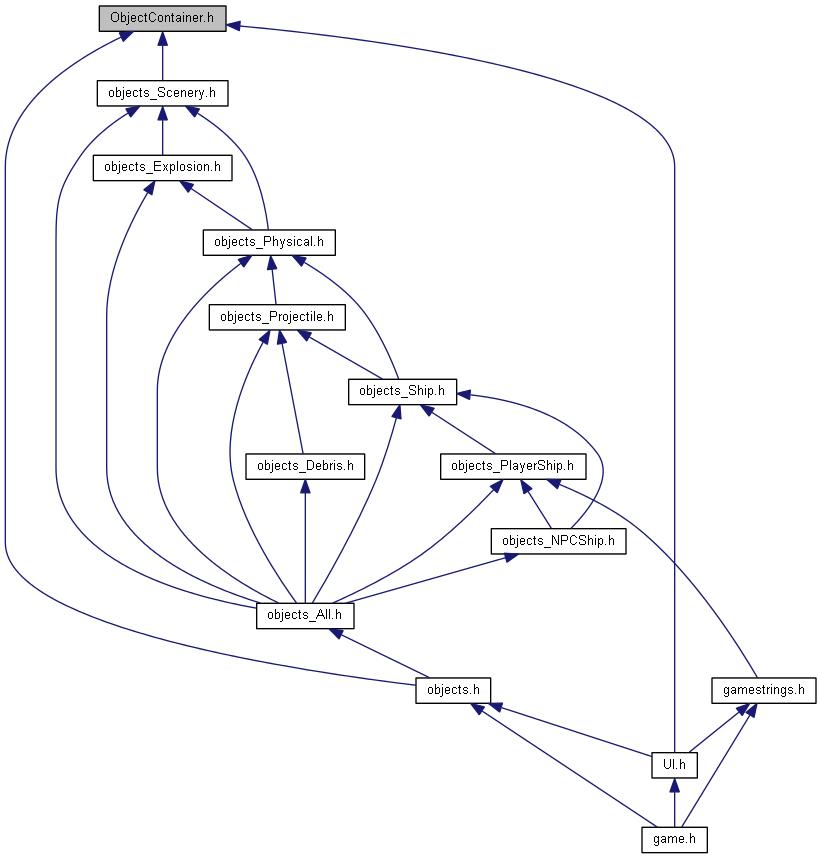 ObjectContainer.h
objects_Scenery.h
objects_Explosion.h
objects_Physical.h
objects_Projectile.h
objects_Ship.h
objects_Debris.h
objects_PlayerShip.h
objects_NPCShip.h
objects_All.h
objects.h
gamestrings.h
UI.h
game.h